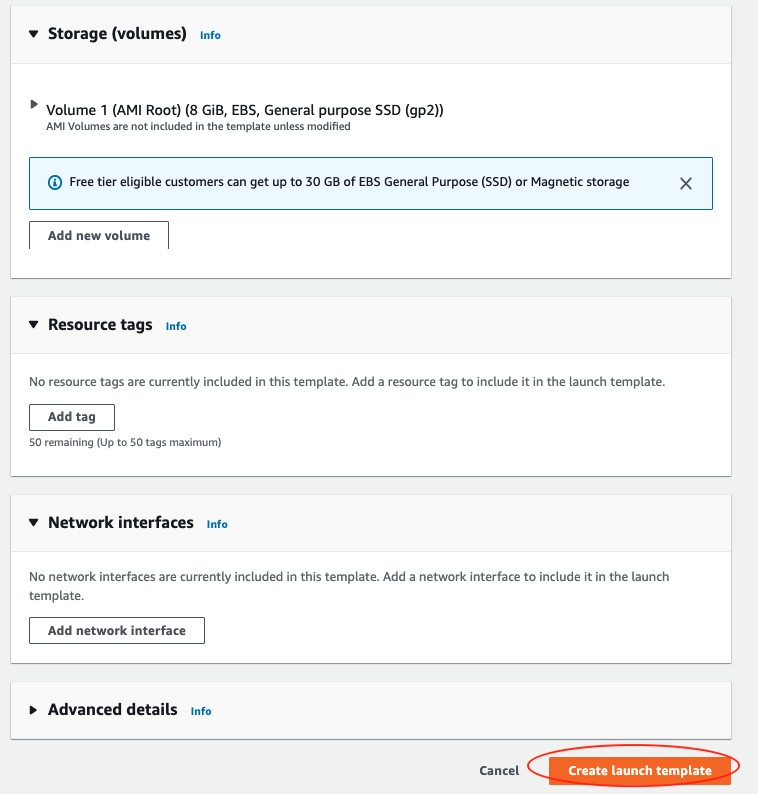 Storage (volumes) Info
Volume 1 (AMI Root) (8 GiB, EBS, General purpose SSD (gp2))
AMI Volumes are not included in the template unless modified
Free tier eligible customers can get up to 30 GB of EBS General Purpose (SSD) or Magnetic storage
Add new volume
Resource tags Info
No resource tags are currently included in this template. Add a resource tag to include it in the launch template.
Add tag
50 remaining (Up to 50 tags maximum)
Network interfaces Info
No network interfaces are currently included in this template. Add a network interface to include it in the launch
template.
Add network interface
Advanced details Info
Cancel Create launch template